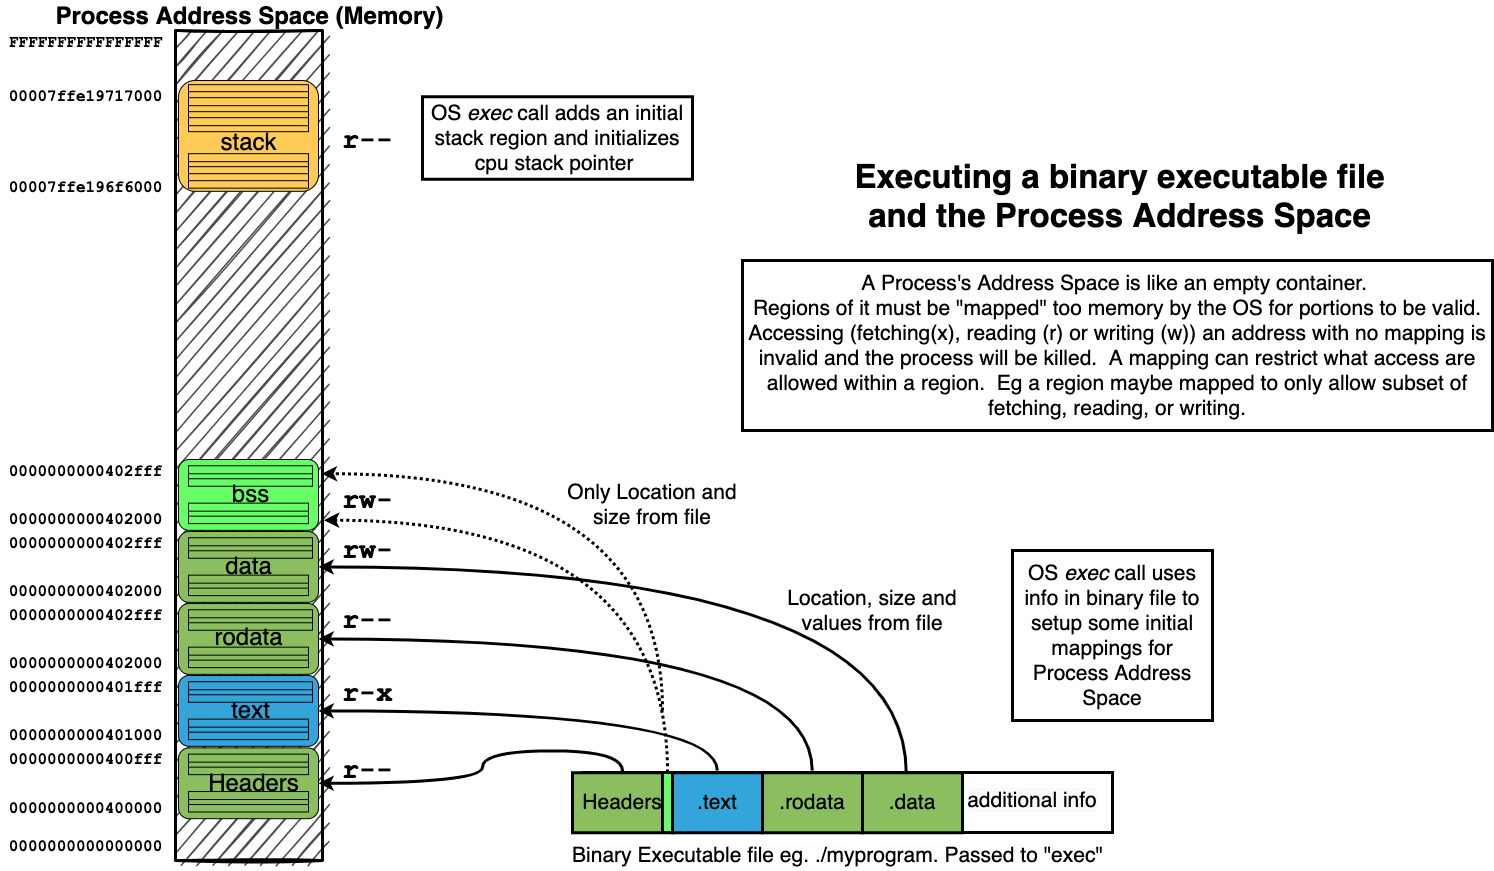 Process Address Space (Memory)
FFFFFFFFFFFFFFFF
00007ffe19717000
stack
r--
00007ffe196f6000
OS exec call adds an initial
stack region and initializes
cpu stack pointer
Executing a binary executable file
and the Process Address Space
A Process's Address Space is like an empty container.
Regions of it must be "mapped" too memory by the OS for portions to be valid.
Accessing (fetching(x), reading (r) or writing (w)) an address with no mapping is
invalid and the process will be killed.  A mapping can restrict what access are
allowed within a region.  Eg a region maybe mapped to only allow subset of
fetching, reading, or writing.
0000000000402fff
bss
rw-
0000000000402000
0000000000402fff
data
rw-
0000000000402000
0000000000402fff
rodata
r--
0000000000402000
0000000000401fff
text
r-x
0000000000401000
0000000000400fff
Headers
r--
0000000000400000
0000000000000000
Only Location and
size from file
Location, size and
values from file
OS exec call uses
info in binary file to
setup some initial
mappings for
Process Address
Space
Headers
.text
.rodata
.data
additional info
Binary Executable file eg. ./myprogram. Passed to "exec"